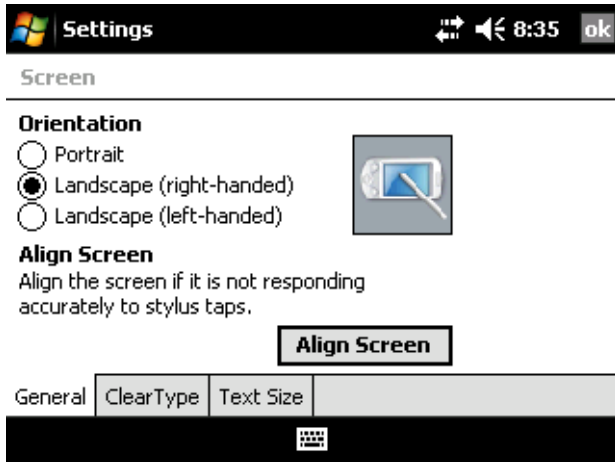 Settings 8:35 ok
Screen
Orientation
Portrait
Landscape (right-handed)
Landscape (left-handed)
Align Screen
Align the screen if it is not responding
accurately to stylus taps.
Align Screen
General ClearType Text Size